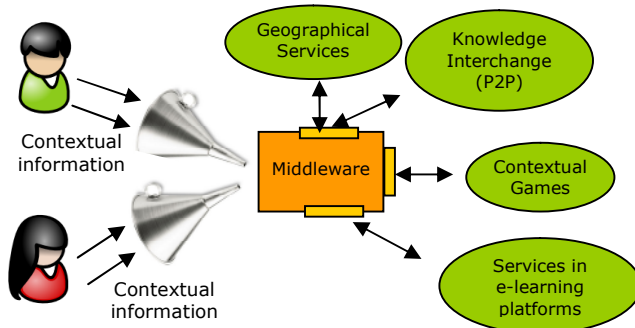 Geographical
Services
Knowledge
Interchange
(P2P)
Contextual
information
Middleware
Contextual
Games
Contextual
information
Services in
e-learning
platforms